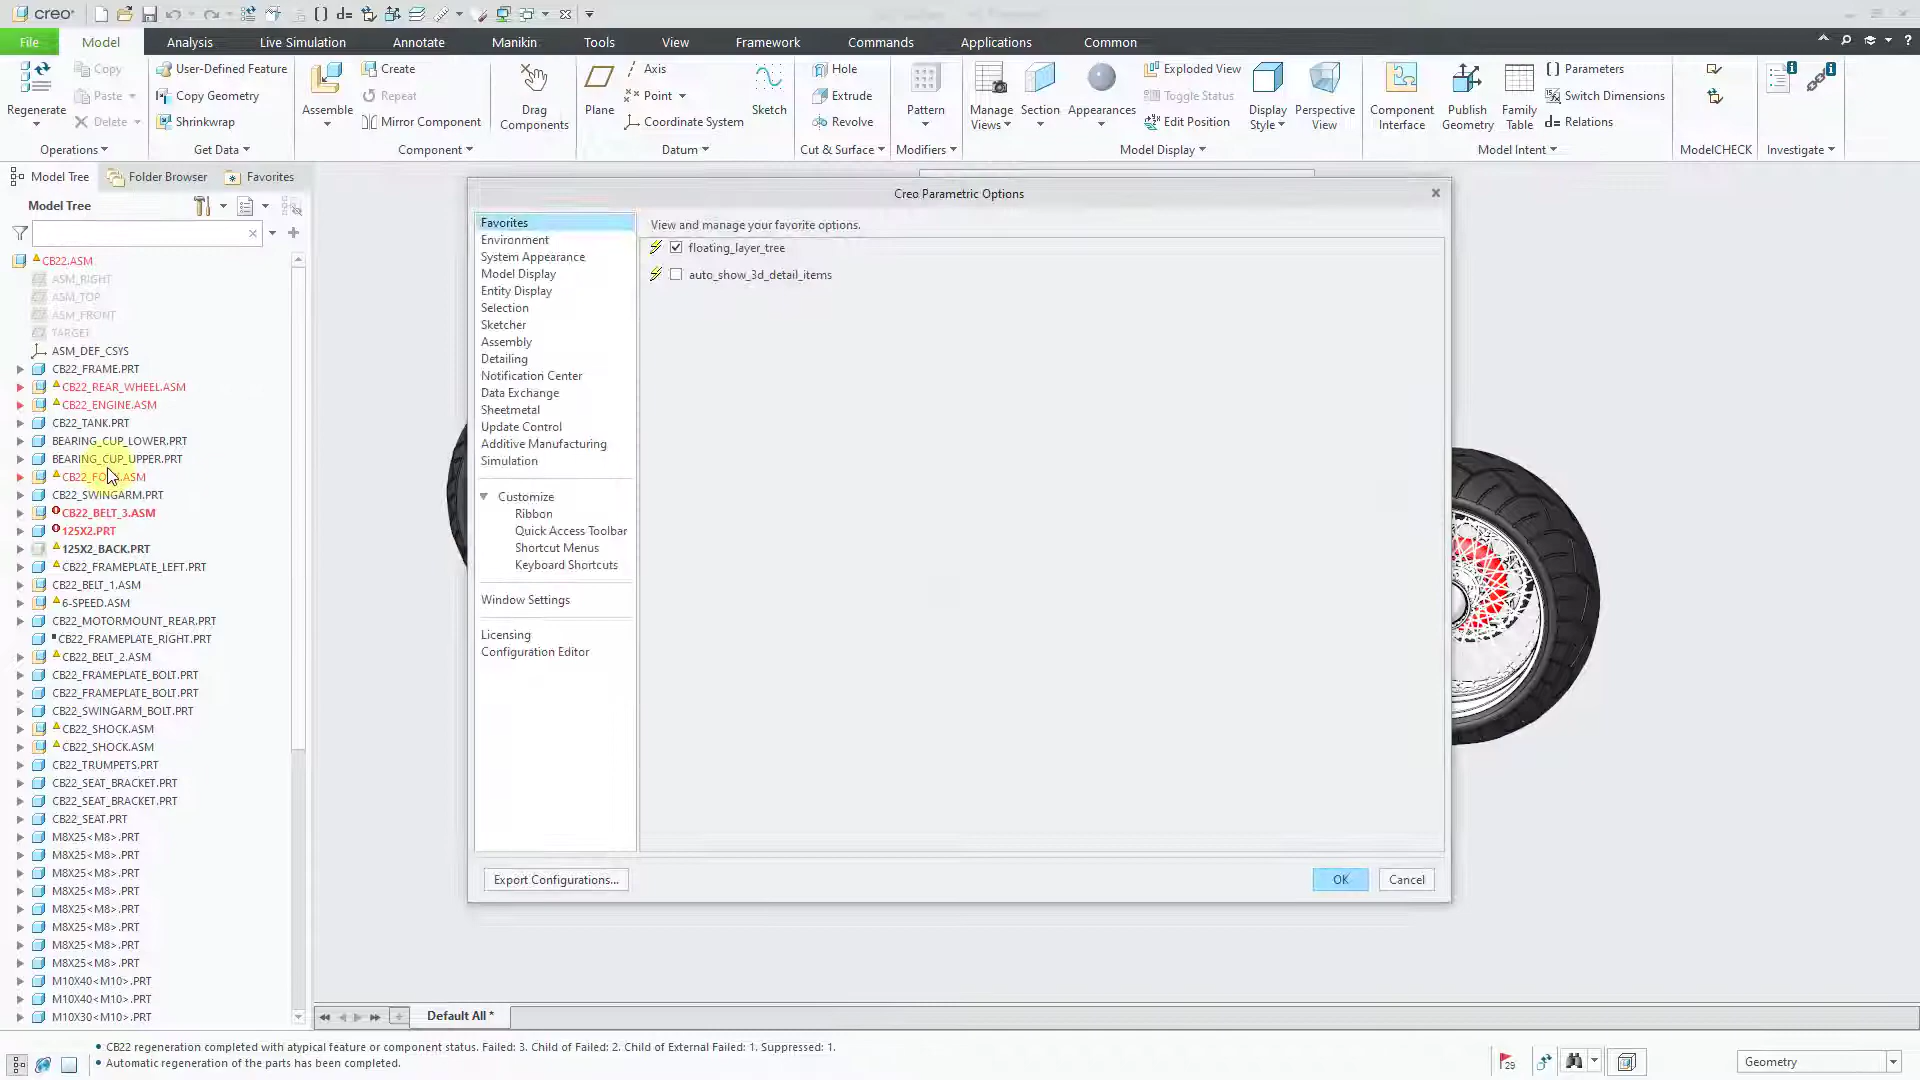 creo
File Model Analysis Live Simulation Annotate Manikin Tools View Framework Commands Applications Common
Regenerate
Copy
Paste
Delete
Operations
User-Defined Feature
Copy Geometry
Shrinkwrap
Get Data
Assemble
Create
Repeat
Mirror Component
Component
Drag
Components
Plane
Axis
Point
Coordinate System
Sketch
Datum
Hole
Extrude
Revolve
Cut & Surface
Pattern
Modifiers
Manage
Views
Section
Appearances
Exploded View
Toggle Status
Edit Position
Display
Style
Perspective
View
Model Display
Component
Interface
Publish
Geometry
Family
Table
Parameters
Switch Dimensions
d= Relations
Model Intent
ModelCHECK
Investigate
Model Tree Folder Browser Favorites
Model Tree
CB22.ASM
ASM_RIGHT
ASM_TOP
ASM_FRONT
TARGET
ASM_DEF_CSYS
CB22_FRAME.PRT
CB22_REAR_WHEEL.ASM
CB22_ENGINE.ASM
CB22_TANK.PRT
BEARING_CUP_LOWER.PRT
BEARING_CUP_UPPER.PRT
CB22_FORK.ASM
CB22_SWINGARM.PRT
CB22_BELT_3.ASM
125X2.PRT
125X2_BACK.PRT
CB22_FRAMEPLATE_LEFT.PRT
CB22_BELT_1.ASM
6-SPEED.ASM
CB22_MOTORMOUNT_REAR.PRT
CB22_FRAMEPLATE_RIGHT.PRT
CB22_BELT_2.ASM
CB22_FRAMEPLATE_BOLT.PRT
CB22_FRAMEPLATE_BOLT.PRT
CB22_SWINGARM_BOLT.PRT
CB22_SHOCK.ASM
CB22_SHOCK.ASM
CB22_TRUMPETS.PRT
CB22_SEAT_BRACKET.PRT
CB22_SEAT_BRACKET.PRT
CB22_SEAT.PRT
M8X25<M8>.PRT
M8X25<M8>.PRT
M8X25<M8>.PRT
M8X25<M8>.PRT
M8X25<M8>.PRT
M8X25<M8>.PRT
M8X25<M8>.PRT
M8X25<M8>.PRT
M10X40<M10>.PRT
M10X40<M10>.PRT
M10X30<M10>.PRT
Creo Parametric Options
Favorites
Environment
System Appearance
Model Display
Entity Display
Selection
Sketcher
Assembly
Detailing
Notification Center
Data Exchange
Sheetmetal
Update Control
Additive Manufacturing
Simulation
Customize
Ribbon
Quick Access Toolbar
Shortcut Menus
Keyboard Shortcuts
Window Settings
Licensing
Configuration Editor
View and manage your favorite options.
floating_layer_tree
auto_show_3d_detail_items
Export Configurations...
OK
Cancel
Default All *
• CB22 regeneration completed with atypical feature or component status. Failed: 3. Child of Failed: 2. Child of External Failed: 1. Suppressed: 1.
• Automatic regeneration of the parts has been completed.
29
Geometry